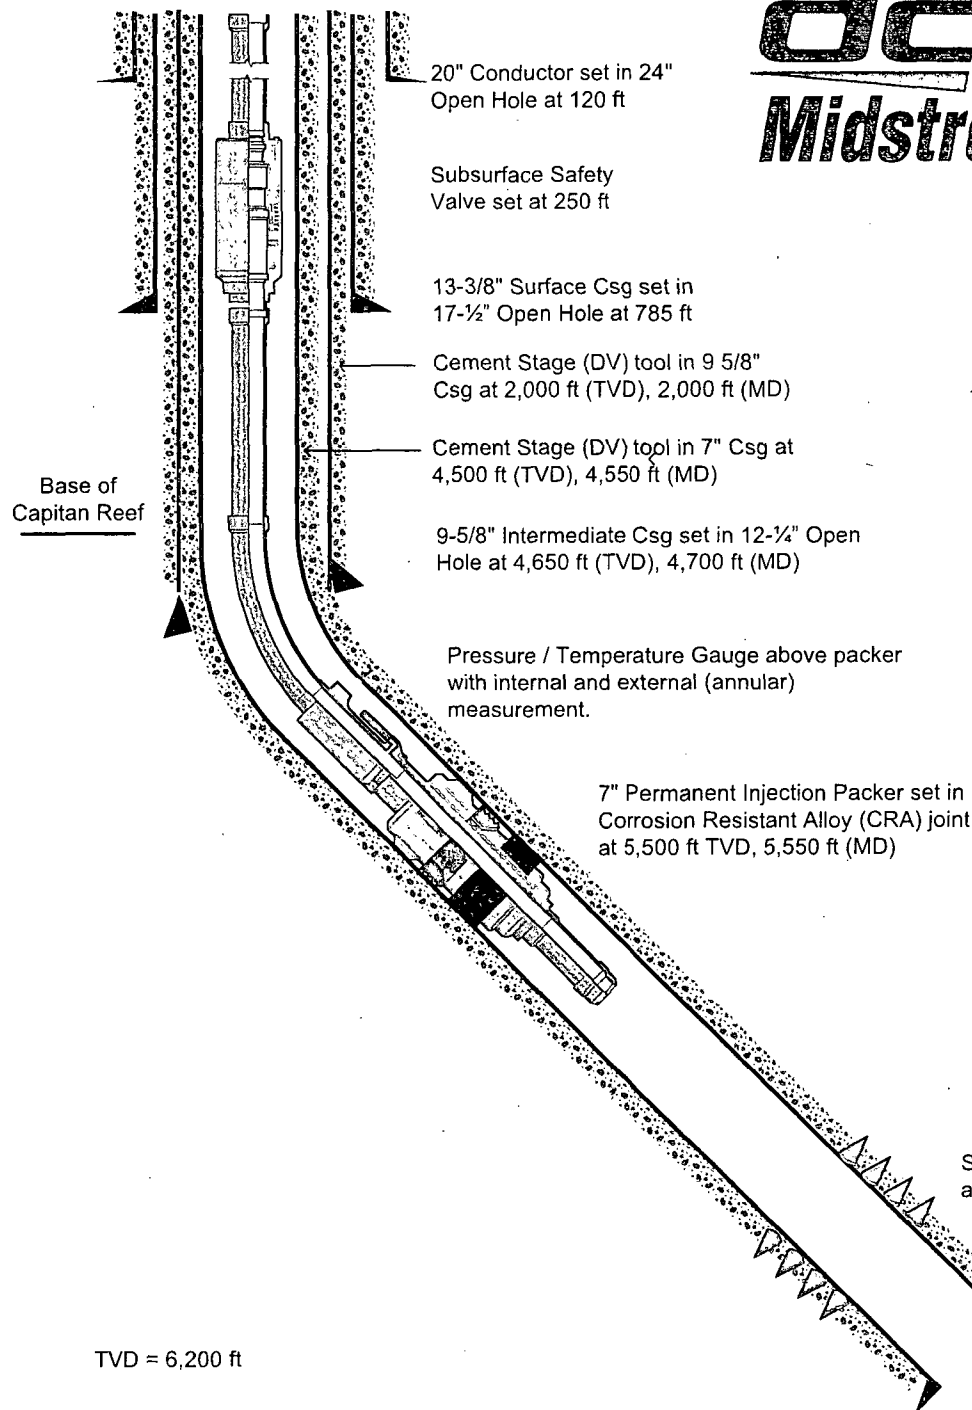 20" Conductor set in 24"
Open Hole at 120 ft
Subsurface Safety
Valve set at 250 ft
13-3/8" Surface Csg set in
17-½" Open Hole at 785 ft
Cement Stage (DV) tool in 9 5/8"
Csg at 2,000 ft (TVD), 2,000 ft (MD)
Cement Stage (DV) tool in 7" Csg at
4,500 ft (TVD), 4,550 ft (MD)
Base of
Capitan Reef
9-5/8" Intermediate Csg set in 12-¼" Open
Hole at 4,650 ft (TVD), 4,700 ft (MD)
Pressure / Temperature Gauge above packer
with internal and external (annular)
measurement.
7" Permanent Injection Packer set in
Corrosion Resistant Alloy (CRA) joint
at 5,500 ft TVD, 5,550 ft (MD)
TVD = 6,200 ft